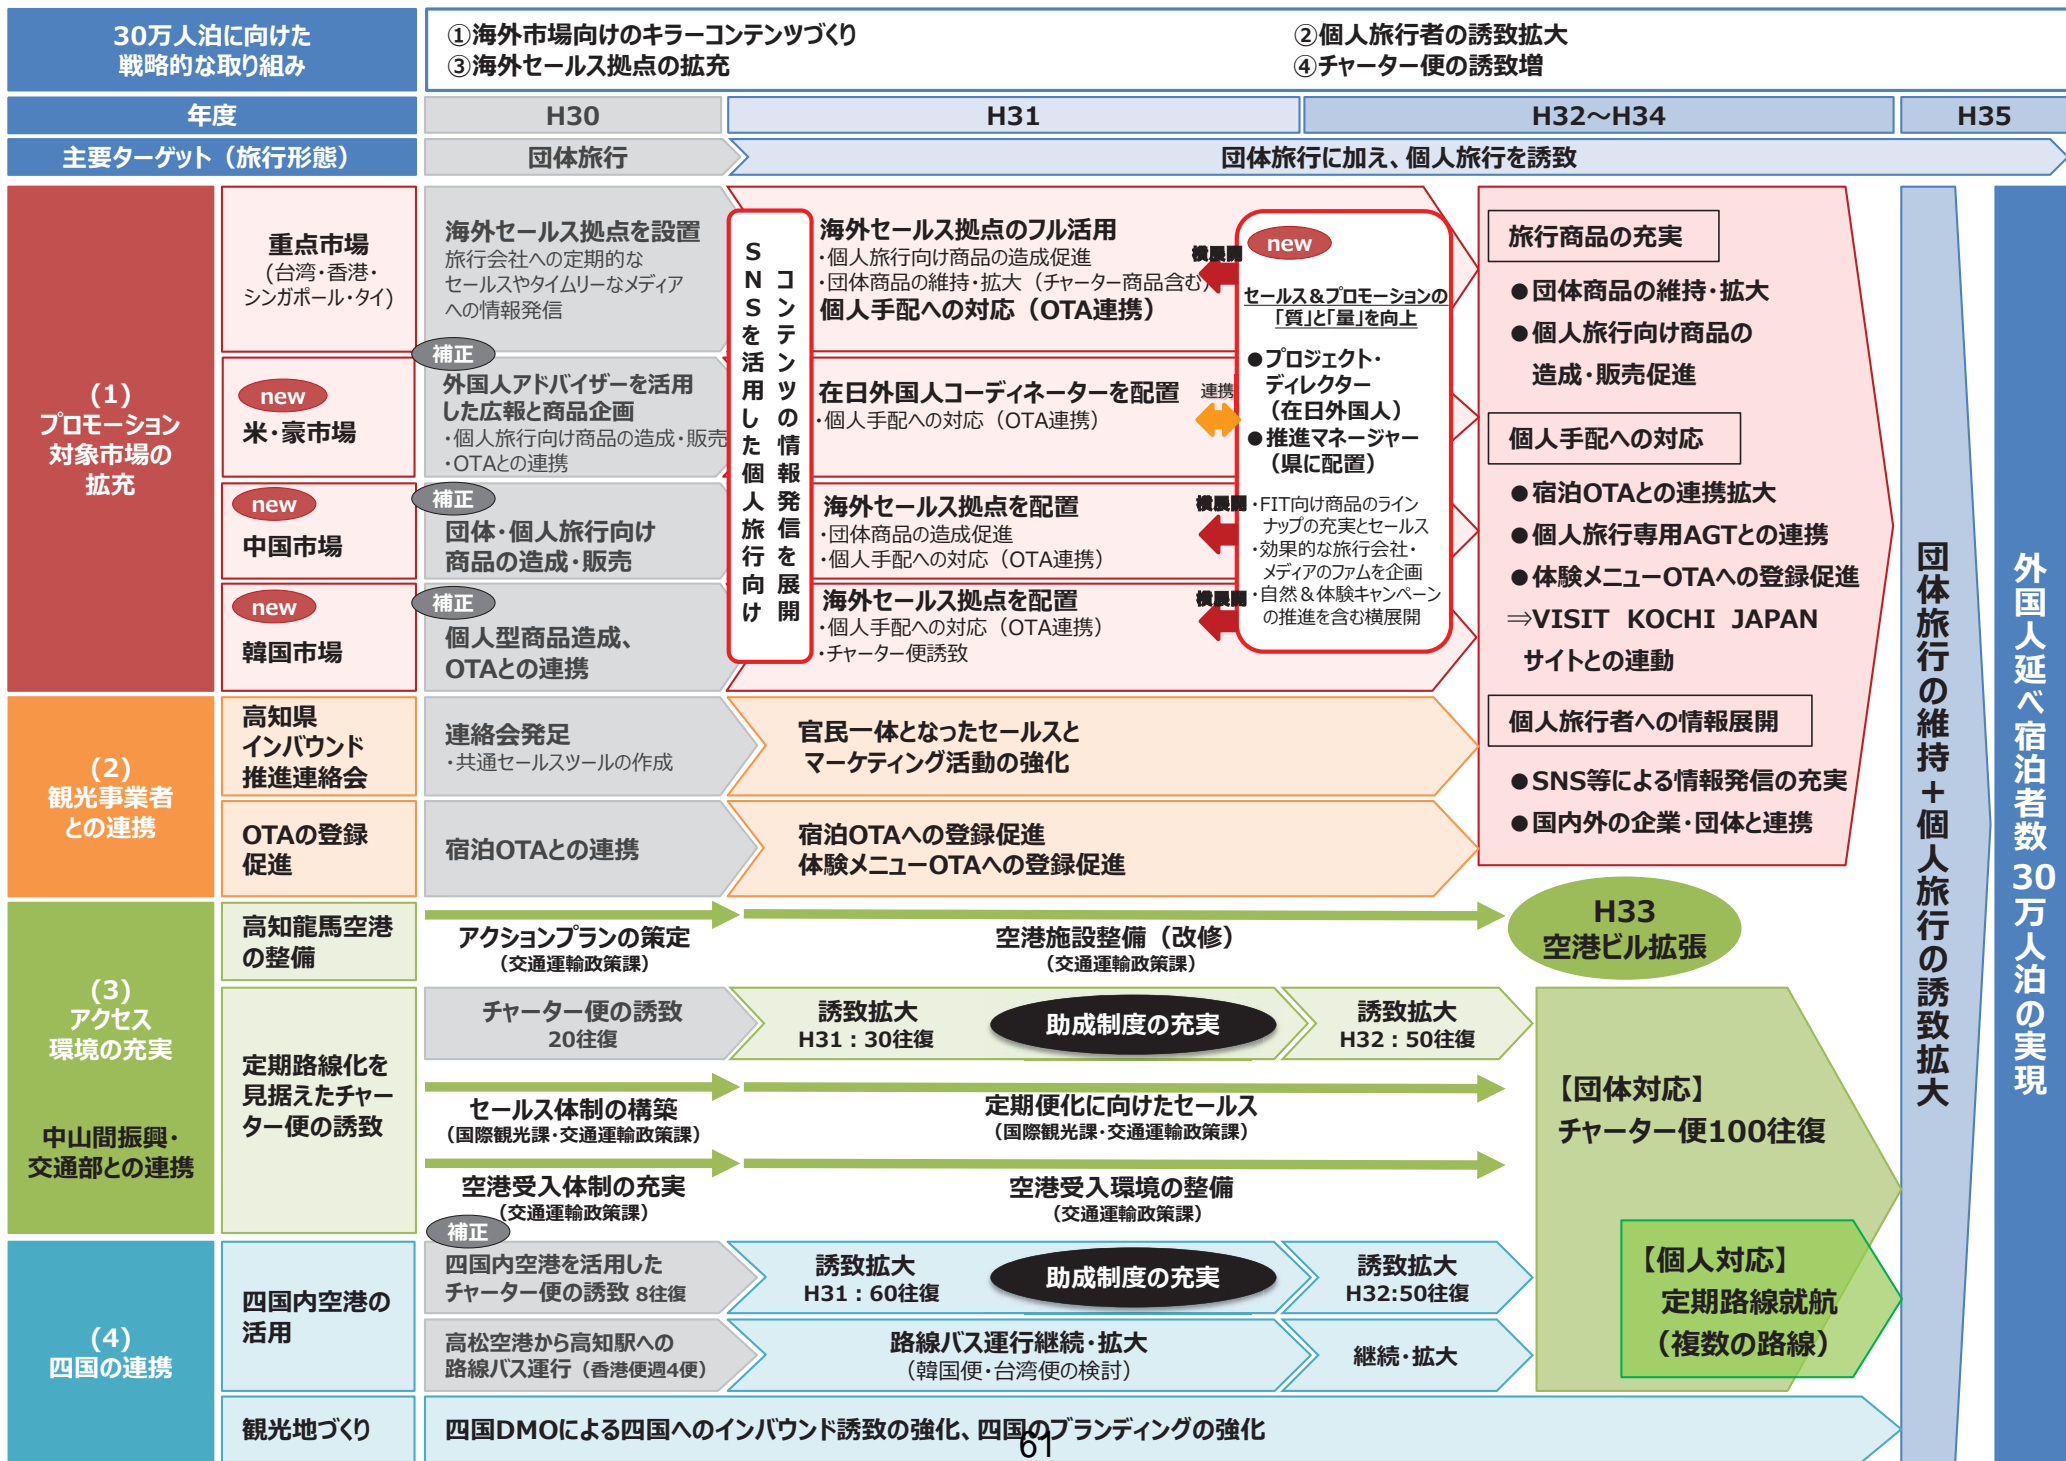 30万人泊に向けた
戦略的な取り組み
①海外市場向けのキラーコンテンツづくり
②個人旅行者の誘致拡大
③海外セールス拠点の拡充
④チャーター便の誘致増
年度
H30
H31
H32～H34
H35
主要ターゲット（旅行形態）
団体旅行
団体旅行に加え、個人旅行を誘致
(1)
プロモーション
対象市場の
拡充
重点市場
(台湾・香港・
シンガポール・タイ)
海外セールス拠点を設置
旅行会社への定期的な
セールスやタイムリーなメディア
への情報発信
SNSを活用した個人旅行向け
コンテンツの情報発信を展開
海外セールス拠点のフル活用
・個人旅行向け商品の造成促進
・団体商品の維持・拡大（チャーター商品含む）
個人手配への対応（OTA連携）
横展開
new
米・豪市場
補正
外国人アドバイザーを活用
した広報と商品企画
・個人旅行向け商品の造成・販売
・OTAとの連携
在日外国人コーディネーターを配置
・個人手配への対応（OTA連携）
連携
new
中国市場
補正
団体・個人旅行向け
商品の造成・販売
海外セールス拠点を配置
・団体商品の造成促進
・個人手配への対応（OTA連携）
横展開
new
韓国市場
補正
個人型商品造成、
OTAとの連携
海外セールス拠点を配置
・個人手配への対応（OTA連携）
・チャーター便誘致
横展開
new
セールス＆プロモーションの
「質」と「量」を向上
●プロジェクト・
ディレクター
（在日外国人）
●推進マネージャー
（県に配置）
・FIT向け商品のライン
ナップの充実とセールス
・効果的な旅行会社・
メディアのファムを企画
・自然＆体験キャンペーン
の推進を含む横展開
旅行商品の充実
●団体商品の維持・拡大
●個人旅行向け商品の
造成・販売促進
個人手配への対応
●宿泊OTAとの連携拡大
●個人旅行専用AGTとの連携
●体験メニューOTAへの登録促進
⇒VISIT KOCHI JAPAN
サイトとの連動
個人旅行者への情報展開
●SNS等による情報発信の充実
●国内外の企業・団体と連携
(2)
観光事業者
との連携
高知県
インバウンド
推進連絡会
連絡会発足
・共通セールスツールの作成
官民一体となったセールスと
マーケティング活動の強化
OTAの登録
促進
宿泊OTAとの連携
宿泊OTAへの登録促進
体験メニューOTAへの登録促進
(3)
アクセス
環境の充実
中山間振興・
交通部との連携
高知龍馬空港
の整備
アクションプランの策定
（交通運輸政策課）
空港施設整備（改修）
（交通運輸政策課）
H33
空港ビル拡張
定期路線化を
見据えたチャー
ター便の誘致
チャーター便の誘致
20往復
誘致拡大
H31：30往復
助成制度の充実
誘致拡大
H32：50往復
セールス体制の構築
（国際観光課・交通運輸政策課）
定期便化に向けたセールス
（国際観光課・交通運輸政策課）
空港受入体制の充実
（交通運輸政策課）
空港受入環境の整備
（交通運輸政策課）
【団体対応】
チャーター便100往復
(4)
四国の連携
四国内空港の
活用
補正
四国内空港を活用した
チャーター便の誘致 8往復
誘致拡大
H31：60往復
助成制度の充実
誘致拡大
H32:50往復
高松空港から高知駅への
路線バス運行（香港便週4便）
路線バス運行継続・拡大
（韓国便・台湾便の検討）
継続・拡大
【個人対応】
定期路線就航
（複数の路線）
観光地づくり
四国DMOによる四国へのインバウンド誘致の強化、四国のブランディングの強化
団体旅行の維持＋個人旅行の誘致拡大
外国人延べ宿泊者数30万人泊の実現
61